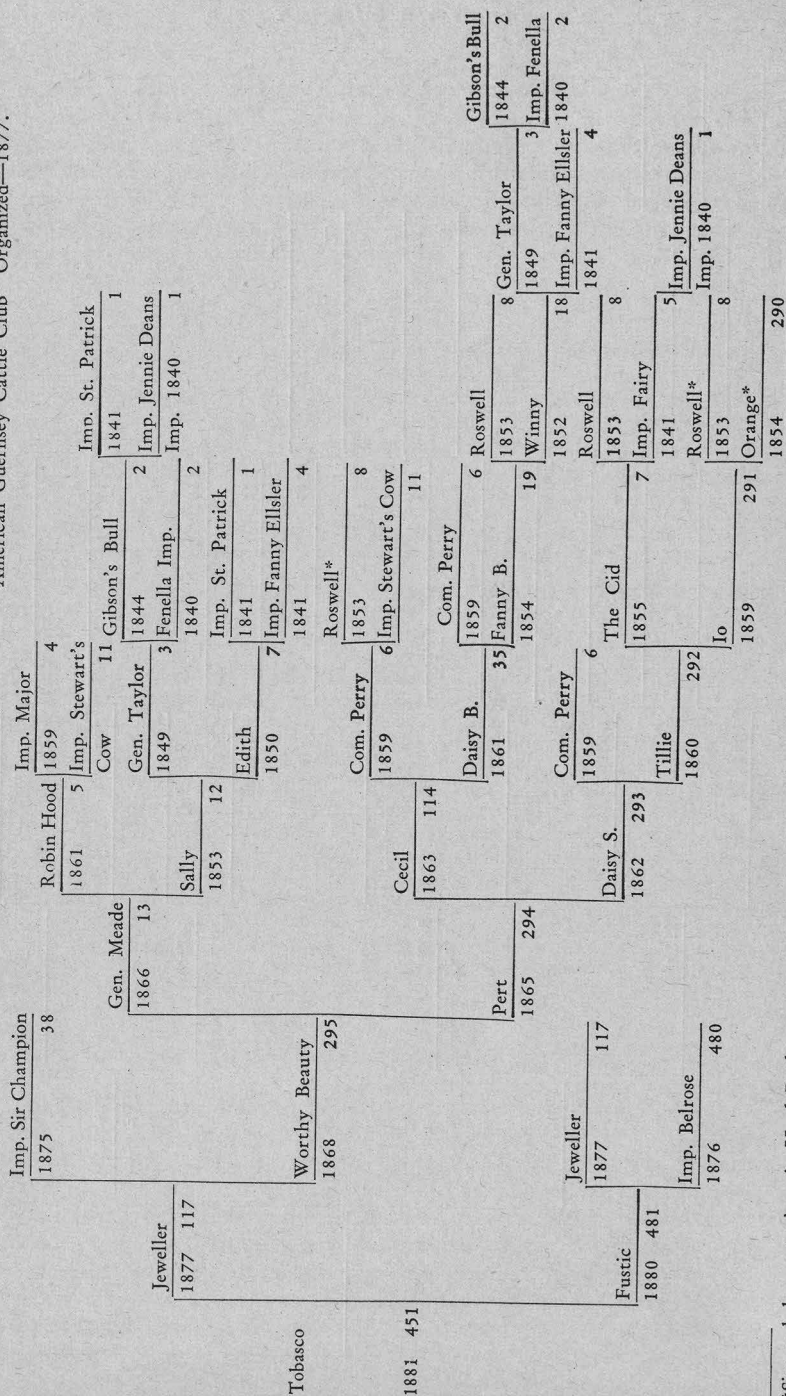 American Guernsey Cattle Club Organized—1877.
Tobasco
1881 451
Jeweller
1877 117
Fustic
1880 481
Imp. Sir Champion
1875 38
Worthy Beauty
1868 295
Jeweller
1877 117
Imp. Belrose
1876 480
Gen. Meade
1866 13
Pert
1865 294
Robin Hood
1861 5
Sally
1853 12
Cecil
1863 114
Daisy S.
1862 293
Imp. Major
1859 4
Imp. Stewart's
Cow 11
Gen. Taylor
1849 3
Edith
1850 7
Com. Perry
1859 6
Daisy B.
1861 35
Com. Perry
1859 6
Tillie
1860 292
Gibson's Bull
1844 2
Fenella Imp.
1840 2
Imp. St. Patrick
1841 1
Imp. Fanny Ellsler
1841 4
Roswell*
1853 8
Imp. Stewart's Cow
11
Com. Perry
1859 6
Fanny B.
1854 19
The Cid
1855 7
Io
1859 291
Imp. St. Patrick
1841 1
Imp. Jennie Deans
Imp. 1840 1
Roswell
1853 8
Winny
1852 18
Roswell
1853 8
Imp. Fairy
1841 5
Roswell*
1853 8
Orange*
1854 290
Gen. Taylor
1849 3
Imp. Fanny Ellsler
1841 4
Imp. Jennie Deans
Imp. 1840 1
Gibson's Bull
1844 2
Imp. Fenella
1840 2